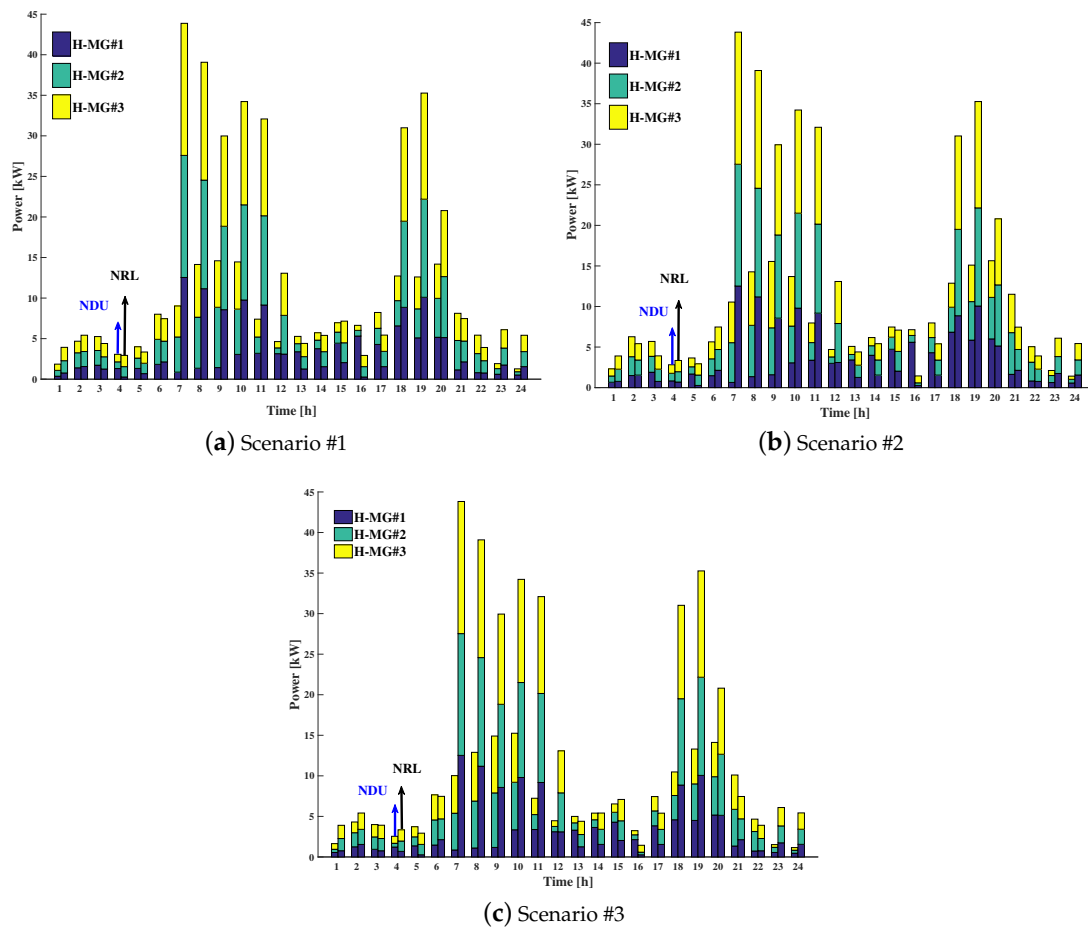 45
40
35
30
25
20
15
10
5
0
Power [kW]
H-MG#1
H-MG#2
H-MG#3
NRL
NDU
1 2 3 4 5 6 7 8 9 10 11 12 13 14 15 16 17 18 19 20 21 22 23 24
Time [h]
(a) Scenario #1
45
40
35
30
25
20
15
10
5
0
Power [kW]
H-MG#1
H-MG#2
H-MG#3
NRL
NDU
1 2 3 4 5 6 7 8 9 10 11 12 13 14 15 16 17 18 19 20 21 22 23 24
Time [h]
(b) Scenario #2
45
40
35
30
25
20
15
10
5
0
Power [kW]
H-MG#1
H-MG#2
H-MG#3
NRL
NDU
1 2 3 4 5 6 7 8 9 10 11 12 13 14 15 16 17 18 19 20 21 22 23 24
Time [h]
(c) Scenario #3